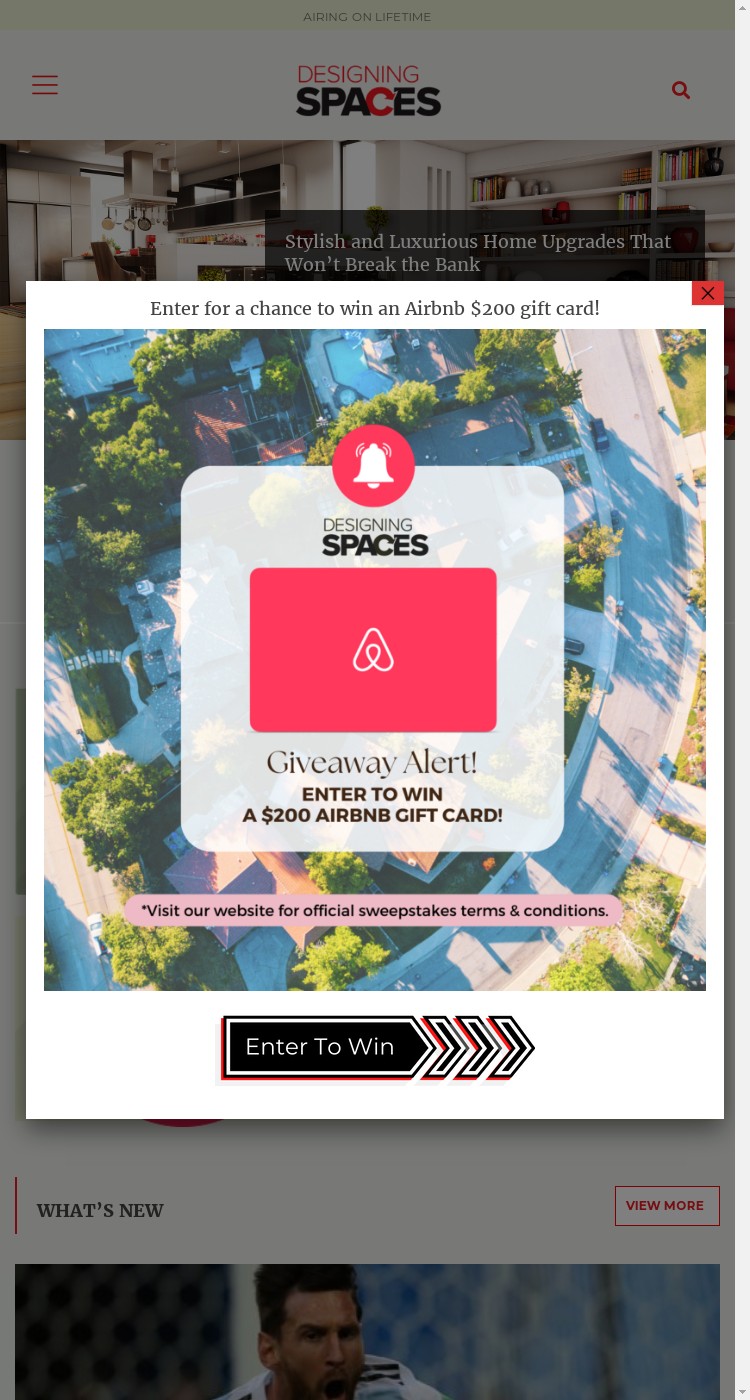 AIRING ON LIFETIME
DESIGNING
SPACES
Stylish and Luxurious Home Upgrades That
Won’t Break the Bank
Enter for a chance to win an Airbnb $200 gift card!
DESIGNING
SPACES
Giveaway Alert!
ENTER TO WIN
A $200 AIRBNB GIFT CARD!
*Visit our website for official sweepstakes terms & conditions.
Enter To Win
WHAT’S NEW
VIEW MORE